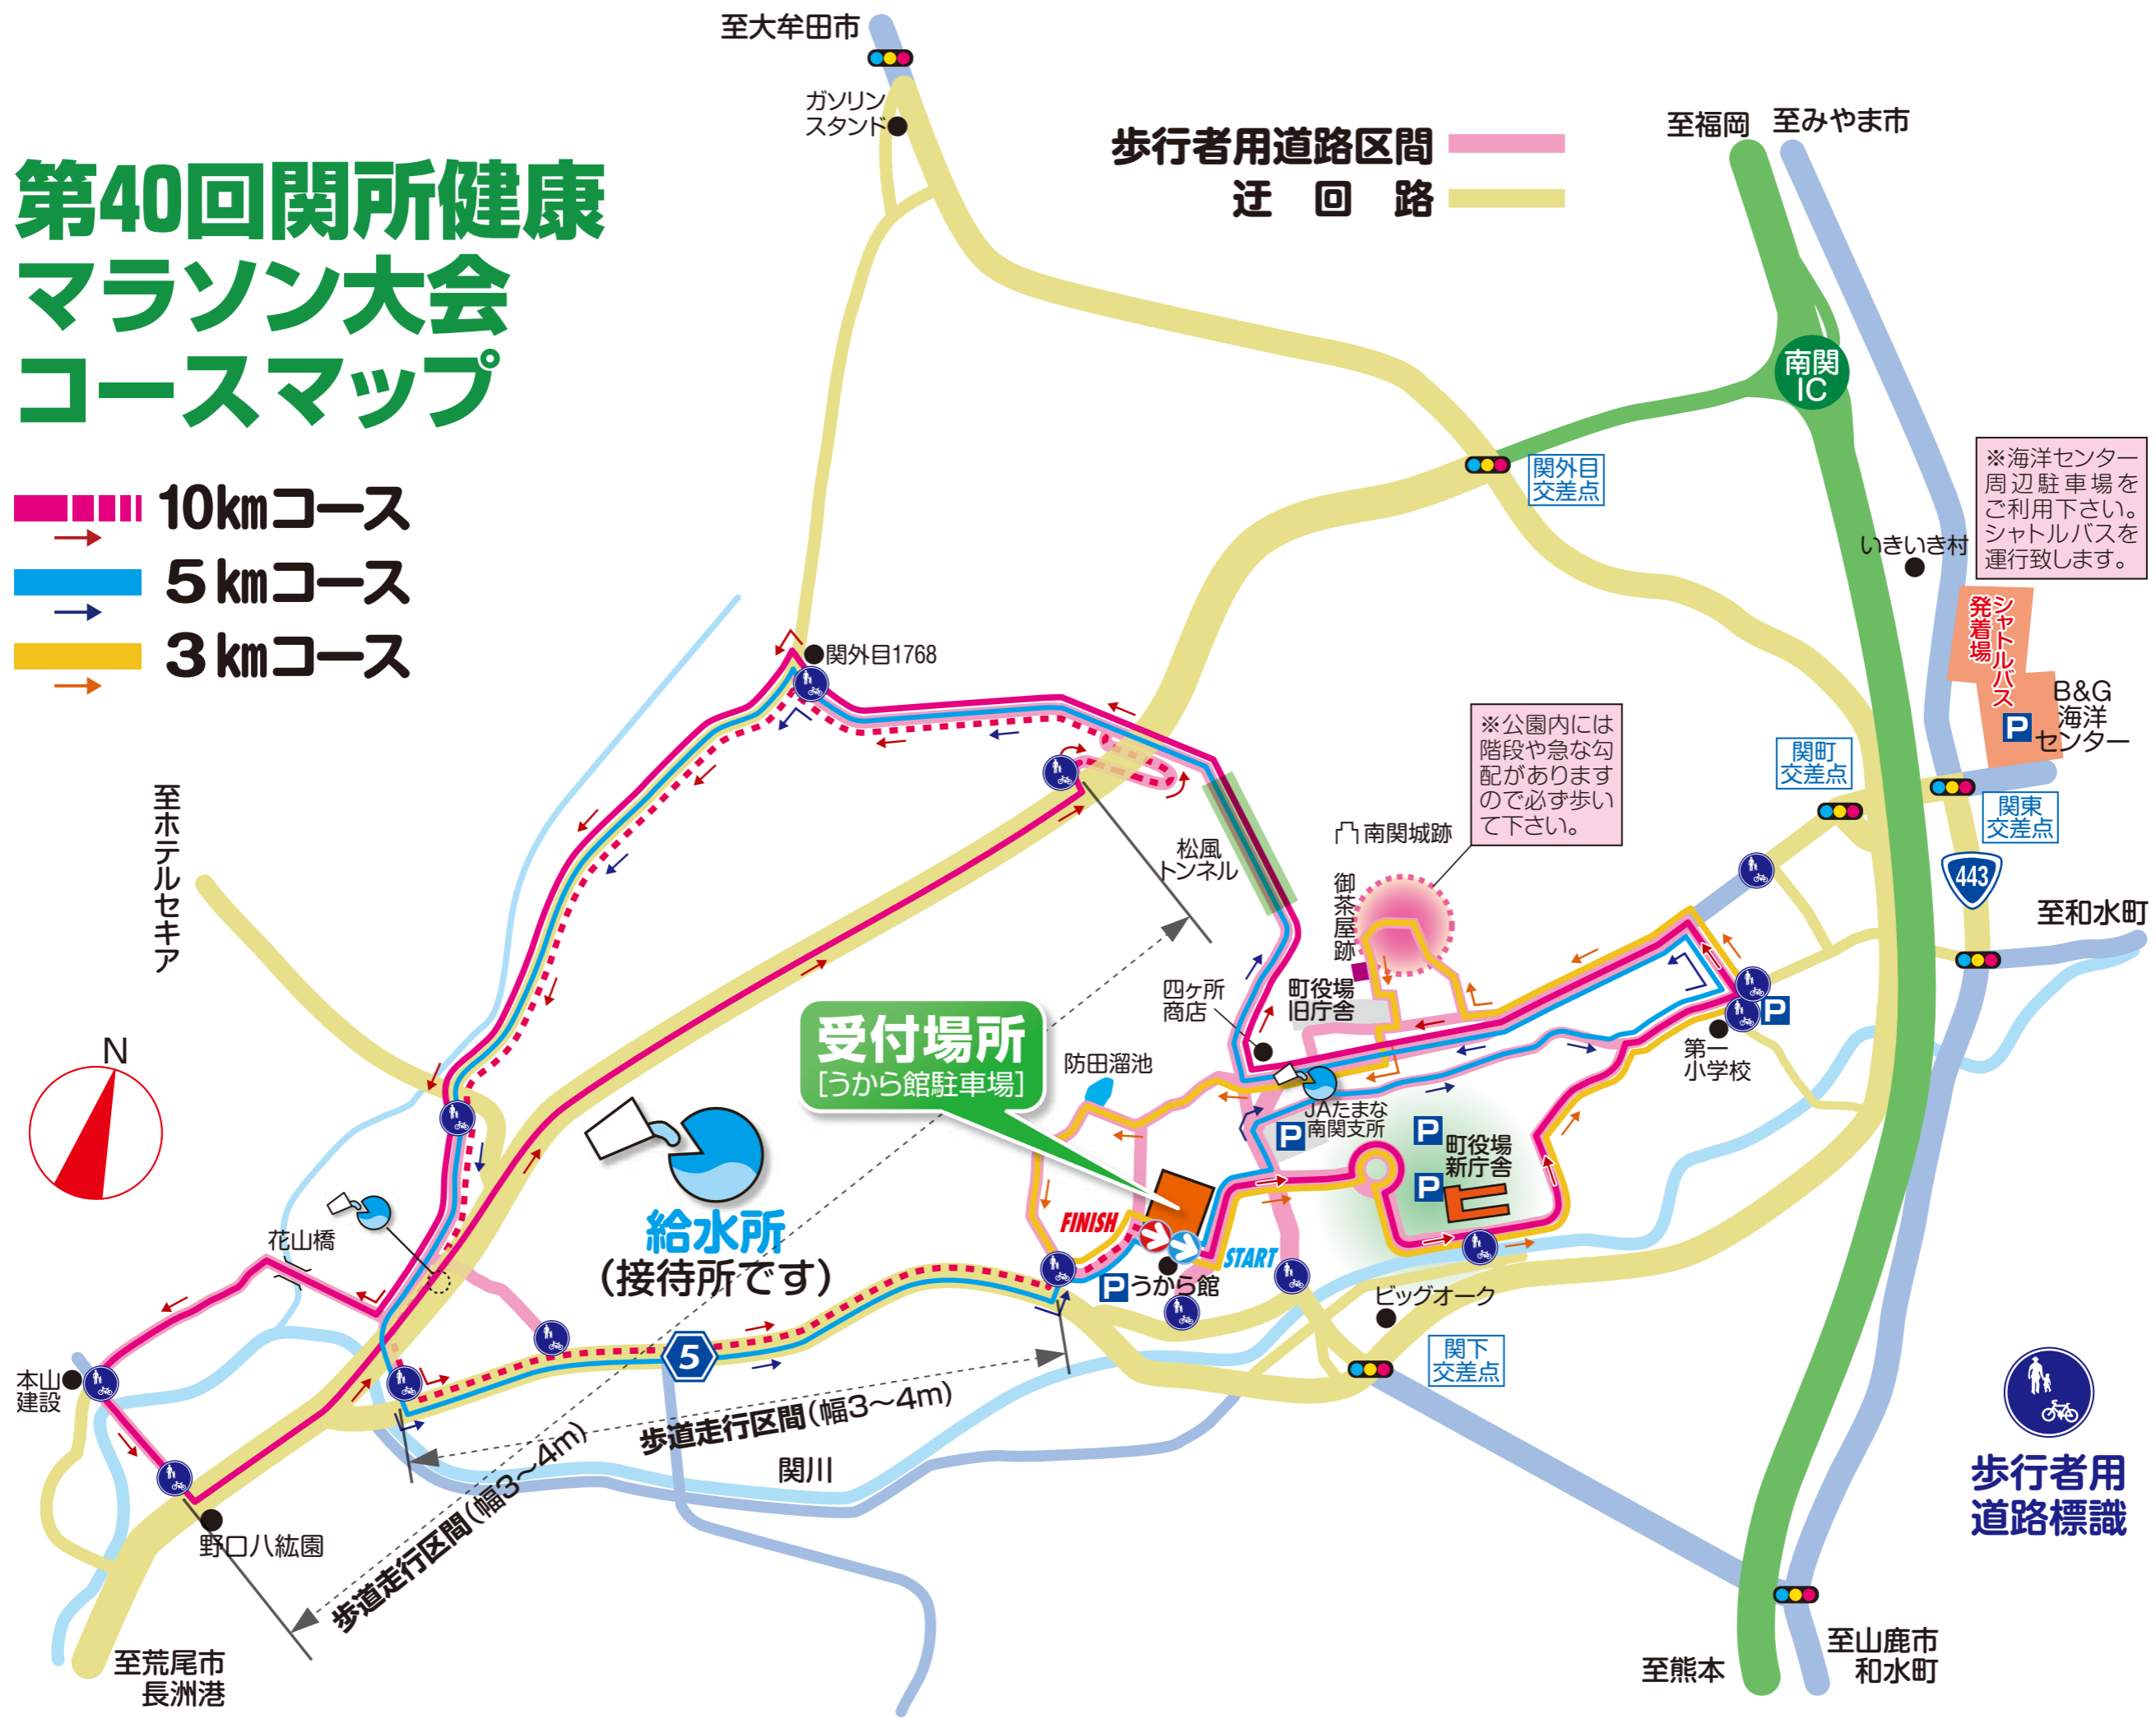 第40回関所健康
マラソン大会
コースマップ
10㎞コース
5㎞コース
3㎞コース
歩行者用道路区間
迂回路
至大牟田市
ガソリン
スタンド
至福岡
至みやま市
南関
IC
関外目
交差点
※海洋センター
周辺駐車場を
ご利用下さい。
シャトルバスを
運行致します。
いきいき村
シャトルバス
発着場
P
B&G
海洋
センター
関外目1768
※公園内には
階段や急な勾
配があります
ので必ず歩い
て下さい。
関町
交差点
関東
交差点
443
至和水町
至ホテルセキア
松風
トンネル
南関城跡
御茶屋跡
四ヶ所
商店
町役場
旧庁舎
第一
小学校
P
N
受付場所
[うから館駐車場]
防田溜池
JAたまな
南関支所
P
P
P
町役場
新庁舎
給水所
(接待所です)
FINISH
START
P
うから館
ビッグオーク
関下
交差点
花山橋
本山
建設
5
歩道走行区間(幅3〜4m)
歩道走行区間(幅3〜4m)
関川
野口八紘園
至荒尾市
長洲港
歩行者用
道路標識
至熊本
至山鹿市
和水町